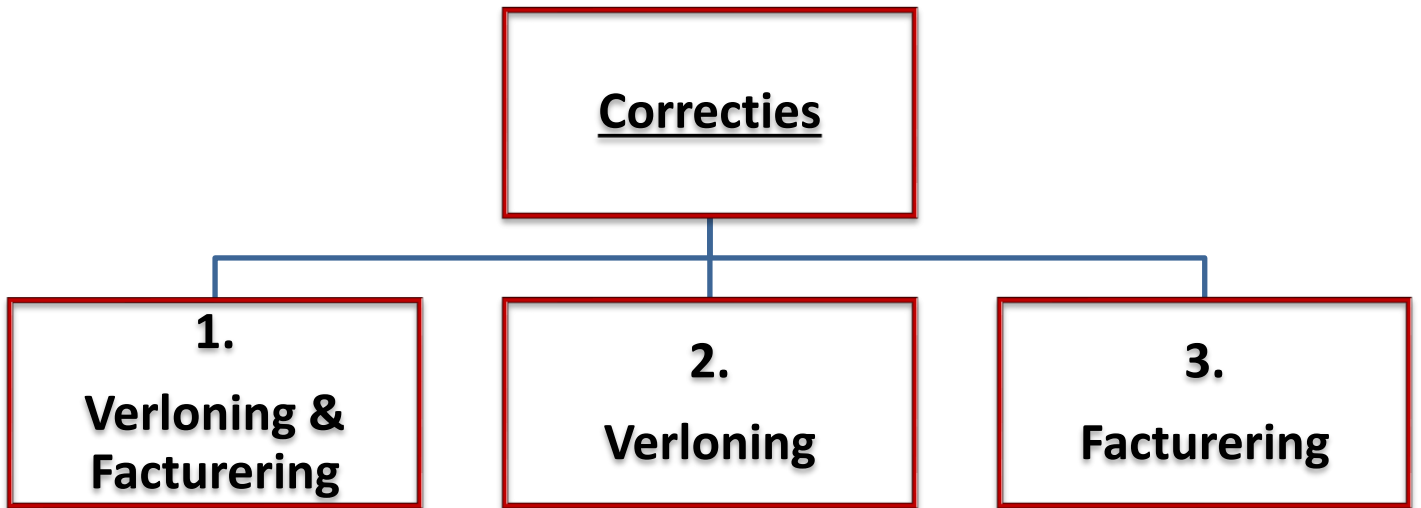 Correcties
1.
Verloning &
Facturering
2.
Verloning
3.
Facturering